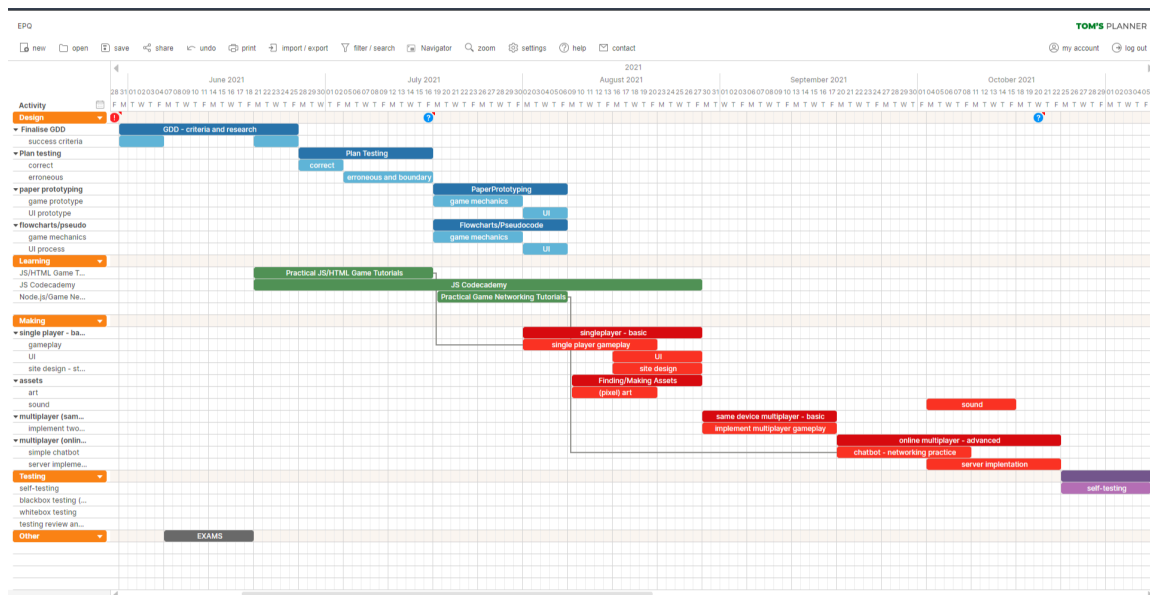 EPQ
TOM'S PLANNER
new open save share undo print import / export filter / search Navigator zoom settings help contact my account log out
2021
June 2021 July 2021 August 2021 September 2021 October 2021
Activity
Design
Finalise GDD GDD - criteria and research
success criteria
Plan testing Plan Testing
correct correct
erroneous erroneous and boundary
paper prototyping PaperPrototyping
game prototype game mechanics
UI prototype UI
flowcharts/pseudo Flowcharts/Pseudocode
game mechanics game mechanics
UI process UI
Learning
JS/HTML Game T... Practical JS/HTML Game Tutorials
JS Codecademy JS Codecademy
Node.js/Game Ne... Practical Game Networking Tutorials
Making
single player - ba... singleplayer - basic
gameplay single player gameplay
UI UI
site design - st... site design
assets Finding/Making Assets
art (pixel) art
sound sound
multiplayer (sam... same device multiplayer - basic
implement two... implement multiplayer gameplay
multiplayer (onlin... online multiplayer - advanced
simple chatbot chatbot - networking practice
server impleme... server implentation
Testing
self-testing self-testing
blackbox testing (...
whitebox testing
testing review an...
Other EXAMS